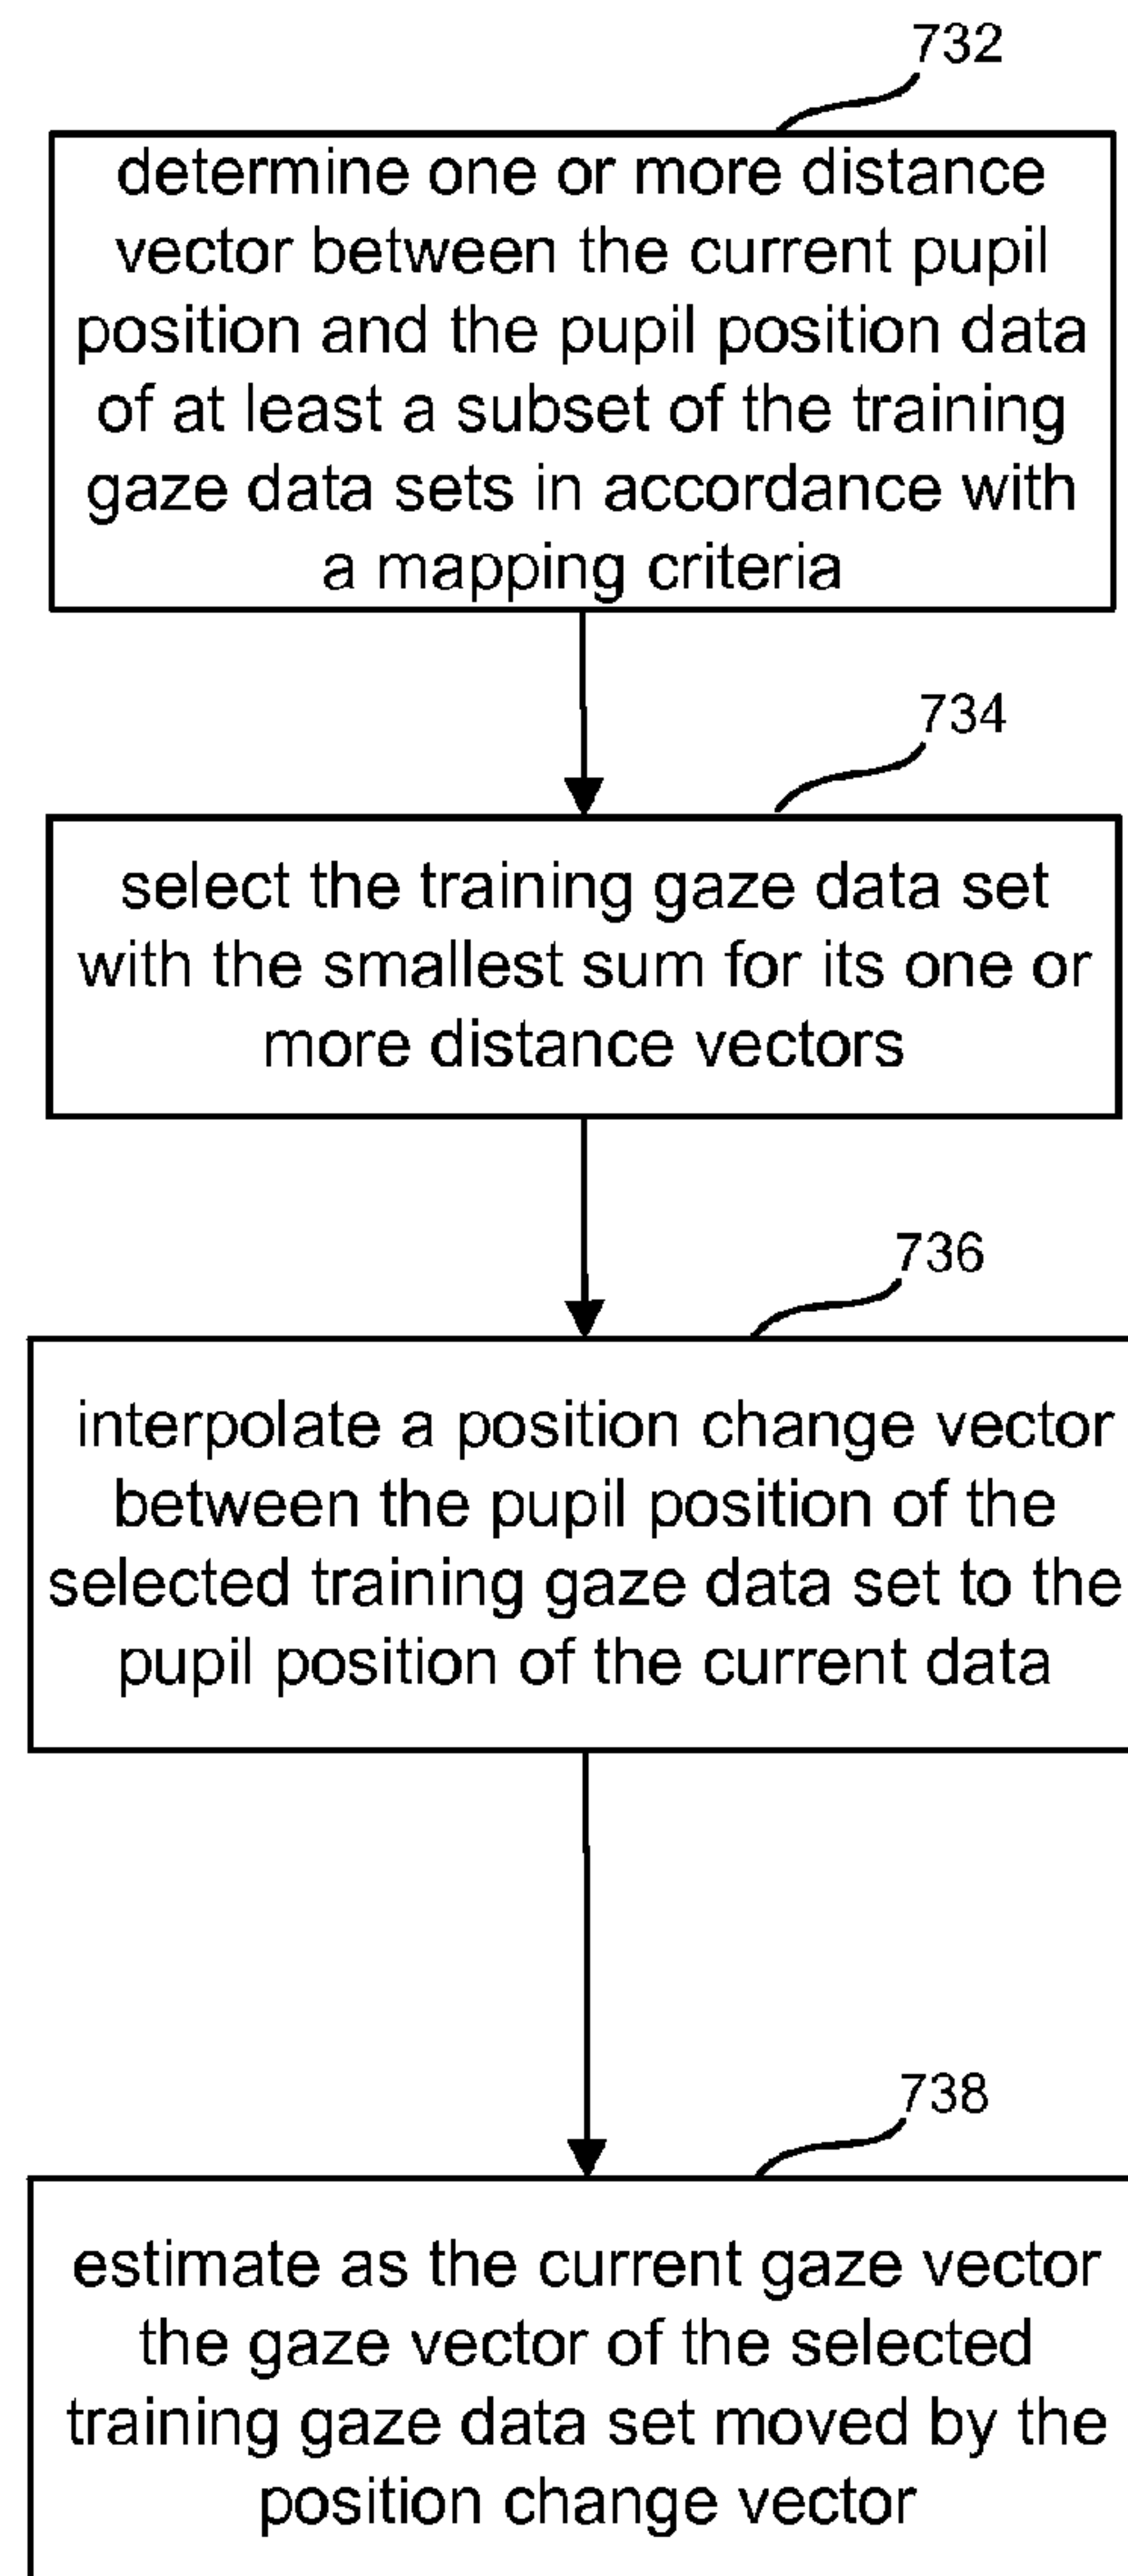 732
determine one or more distance
vector between the current pupil
position and the pupil position data
of at least a subset of the training
gaze data sets in accordance with
a mapping criteria
734
select the training gaze data set
with the smallest sum for its one or
more distance vectors
736
interpolate a position change vector
between the pupil position of the
selected training gaze data set to the
pupil position of the current data
738
estimate as the current gaze vector
the gaze vector of the selected
training gaze data set moved by the
position change vector